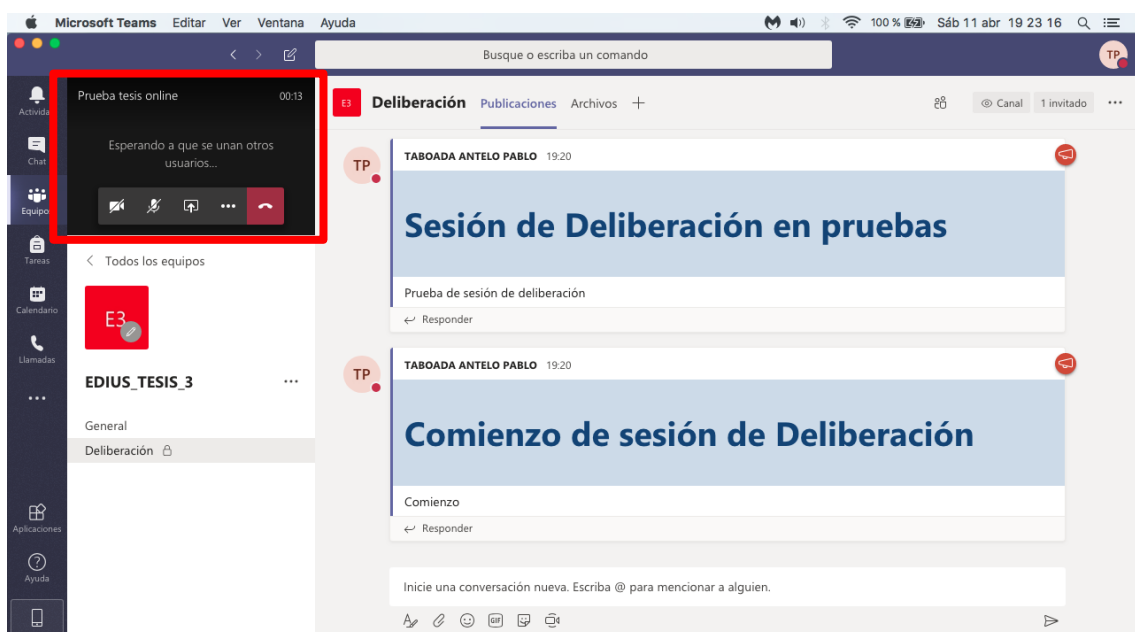 Microsoft Teams Editar Ver Ventana Ayuda 100 % Sáb 11 abr 19 23 16
Busque o escriba un comando
TP
Actividad
Chat
Equipos
Tareas
Calendario
Llamadas
Aplicaciones
Ayuda
Prueba tesis online 00:13
Esperando a que se unan otros
usuarios...
Todos los equipos
E3
EDIUS_TESIS_3
General
Deliberación
E3 Deliberación Publicaciones Archivos Canal 1 invitado
TP
TABOADA ANTELO PABLO 19:20
Sesión de Deliberación en pruebas
Prueba de sesión de deliberación
Responder
TP
TABOADA ANTELO PABLO 19:20
Comienzo de sesión de Deliberación
Comienzo
Responder
Inicie una conversación nueva. Escriba @ para mencionar a alguien.
GIF